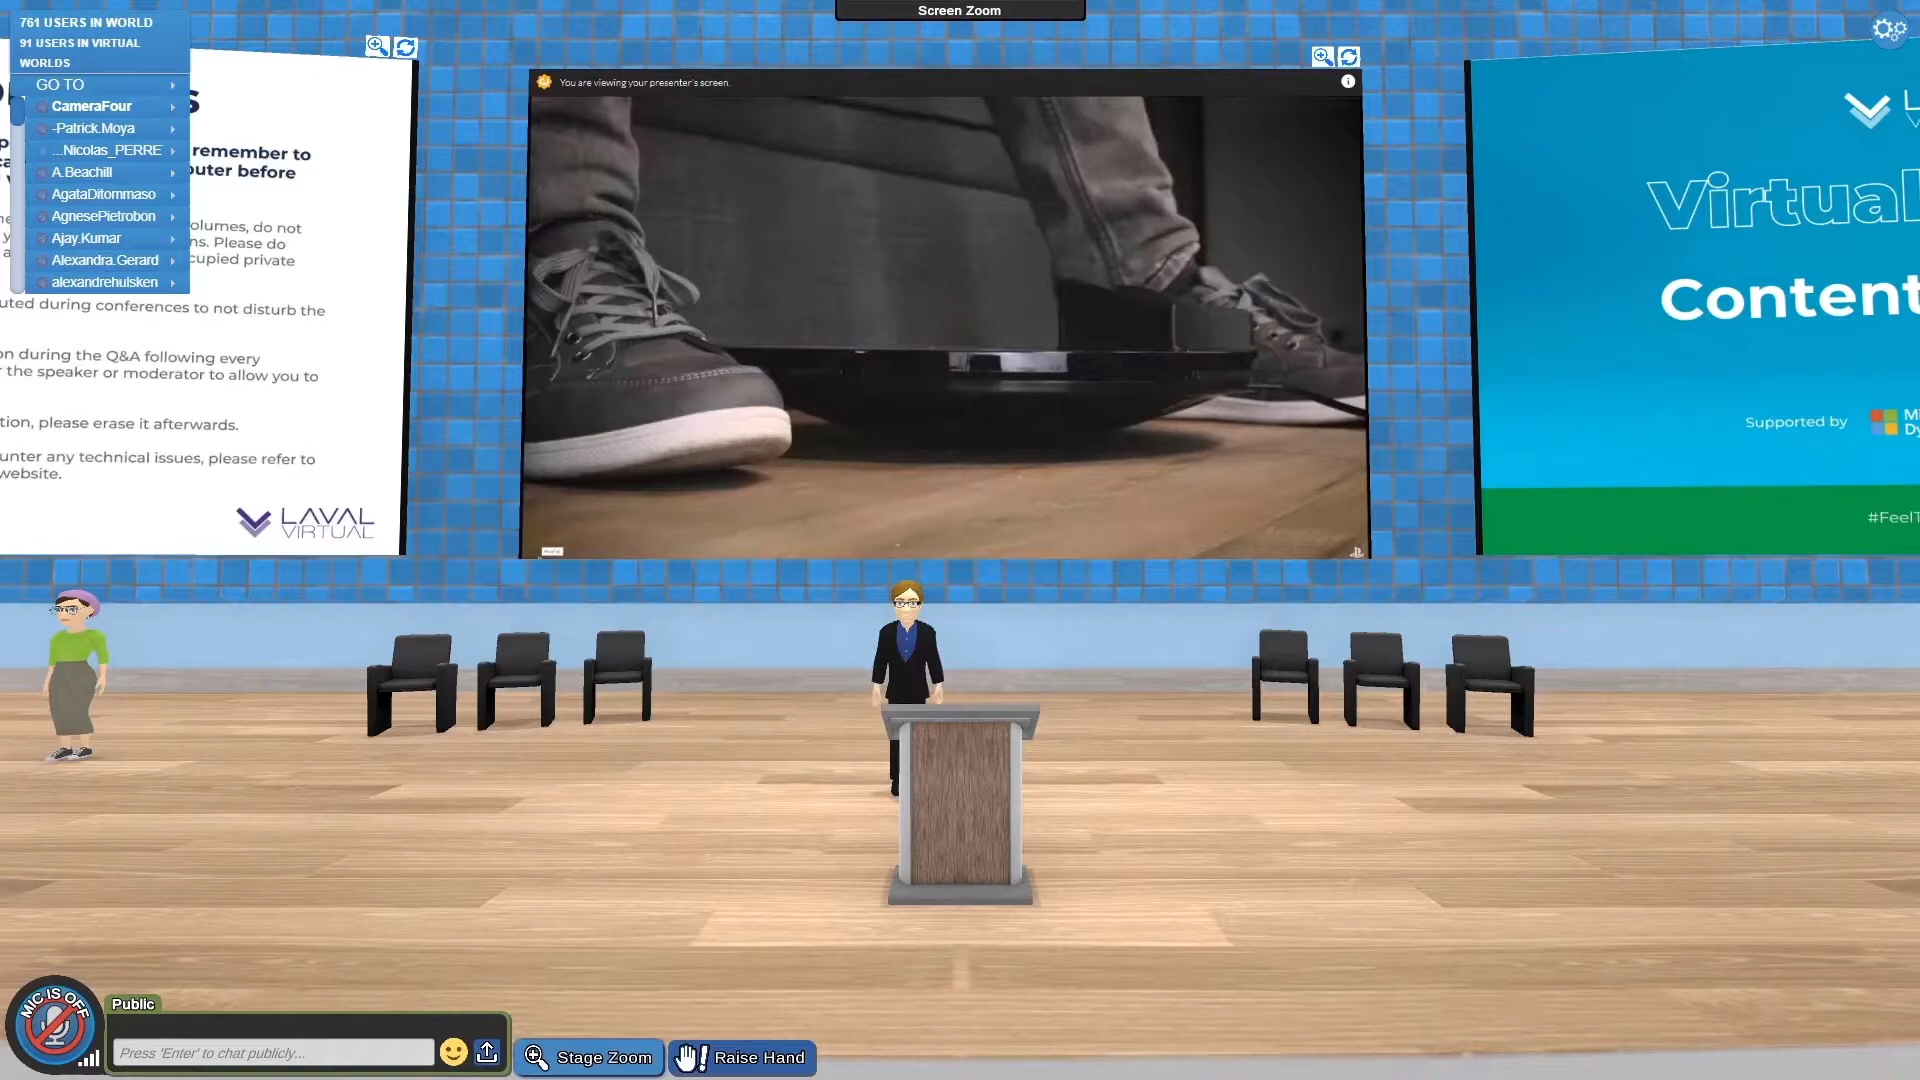 Screen Zoom
761 USERS IN WORLD
91 USERS IN VIRTUAL
WORLDS
GO TO
CameraFour
-Patrick.Moya
...Nicolas_PERRE
A.Beachill
AgataDitommaso
AgnesePietrobon
Ajay.Kumar
Alexandra.Gerard
alexandrehulsken
remember to
before
olumes, do not
Please do
cupied private
uted during conferences to not disturb the
on during the Q&A following every
the speaker or moderator to allow you to
tion, please erase it afterwards.
unter any technical issues, please refer to
website.
LAVAL
VIRTUAL
You are viewing your presenter's screen.
Virtual
Content
Supported by
#FeelT
MIC IS OFF
Public
Press 'Enter' to chat publicly...
Stage Zoom
Raise Hand